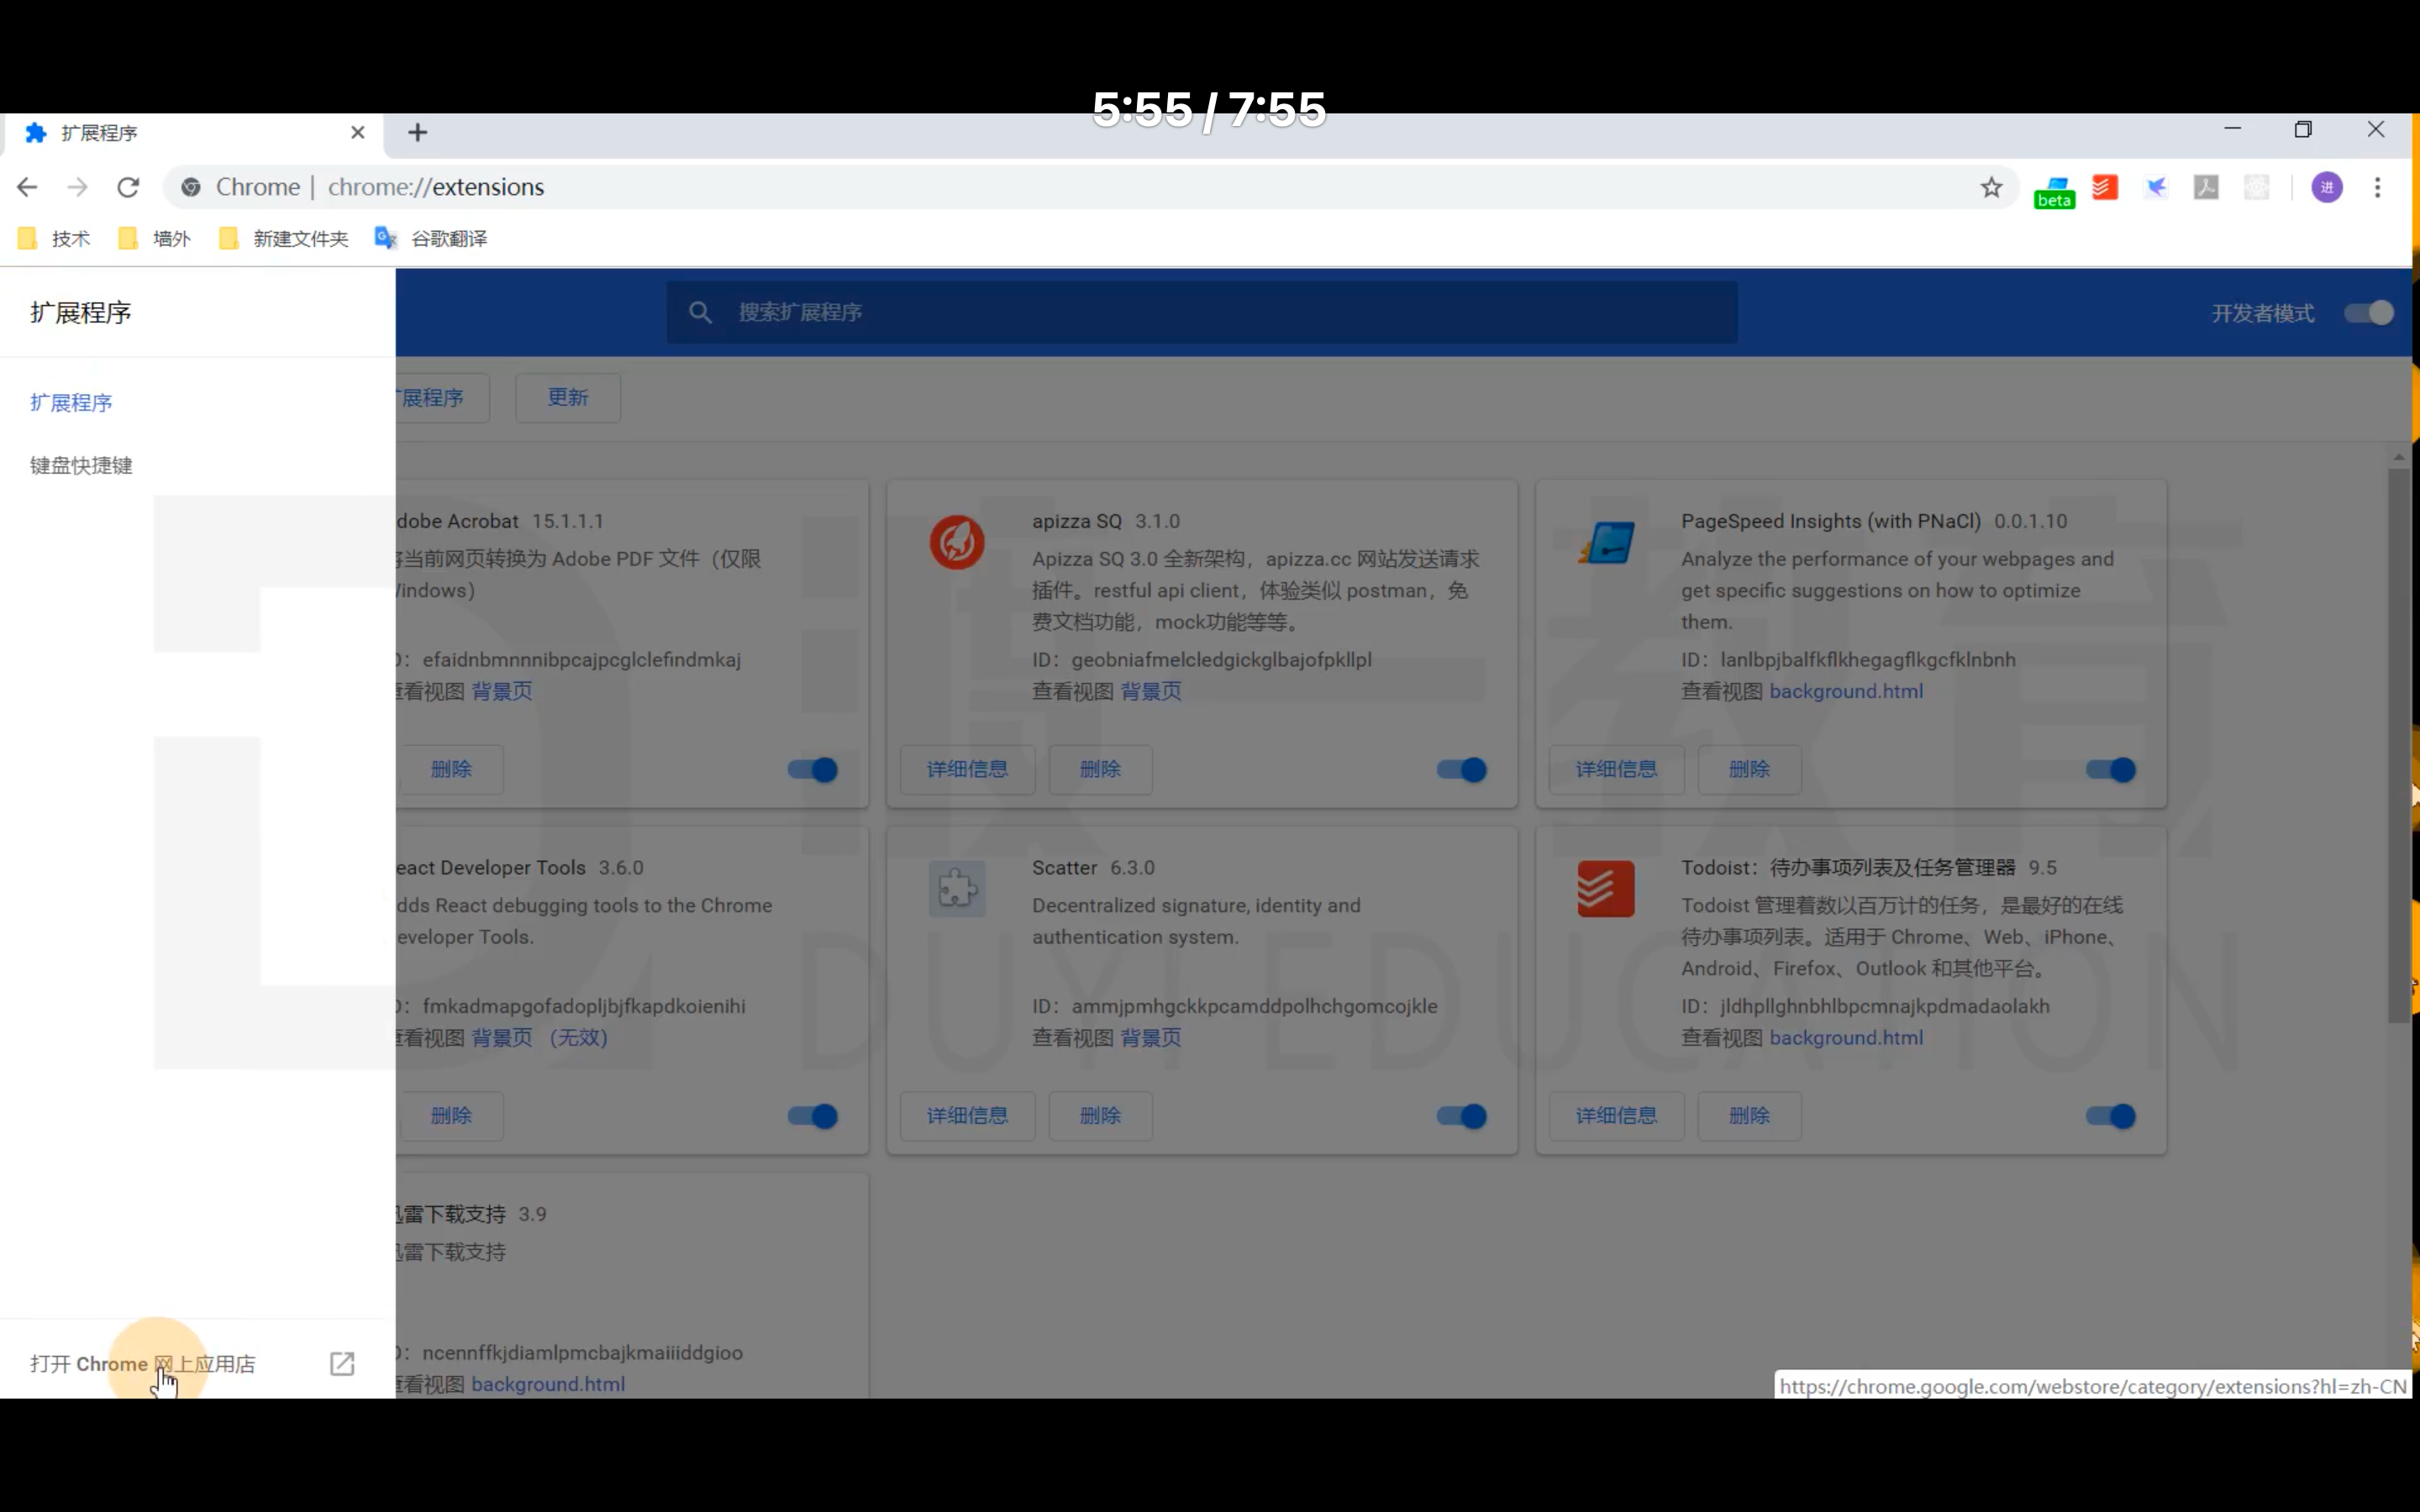 5:55 / 7:55
扩展程序
Chrome | chrome://extensions
beta
进
技术 墙外 新建文件夹 谷歌翻译
扩展程序
搜索扩展程序
开发者模式
扩展程序
键盘快捷键
展程序 更新
dobe Acrobat 15.1.1.1
当前网页转换为 Adobe PDF 文件（仅限
indows）
: efaidnbmnnnibpcajpcglclefindmkaj
看视图 背景页
删除
apizza SQ 3.1.0
Apizza SQ 3.0 全新架构，apizza.cc 网站发送请求
插件。restful api client，体验类似 postman，免
费文档功能，mock功能等等。
ID: geobniafmelcledgickglbajofpkllpl
查看视图 背景页
详细信息 删除
PageSpeed Insights (with PNaCl) 0.0.1.10
Analyze the performance of your webpages and
get specific suggestions on how to optimize
them.
ID: lanlbpjbalfkflkhegagflkgcfklnbnh
查看视图 background.html
详细信息 删除
eact Developer Tools 3.6.0
dds React debugging tools to the Chrome
eveloper Tools.
: fmkadmapgofadopljbjfkapdkoienihi
看视图 背景页 （无效）
删除
Scatter 6.3.0
Decentralized signature, identity and
authentication system.
ID: ammjpmhgckkpcamddpolhchgomcojkle
查看视图 背景页
详细信息 删除
Todoist：待办事项列表及任务管理器 9.5
Todoist 管理着数以百万计的任务，是最好的在线
待办事项列表。适用于 Chrome、Web、iPhone、
Android、Firefox、Outlook 和其他平台。
ID: jldhpllghnbhlbpcmnajkpdmadaolakh
查看视图 background.html
详细信息 删除
雷下载支持 3.9
雷下载支持
: ncennffkjdiamlpmcbajkmaiiiddgioo
看视图 background.html
渡一教育
DUYI EDUCATION
打开 Chrome 网上应用店
https://chrome.google.com/webstore/category/extensions?hl=zh-CN